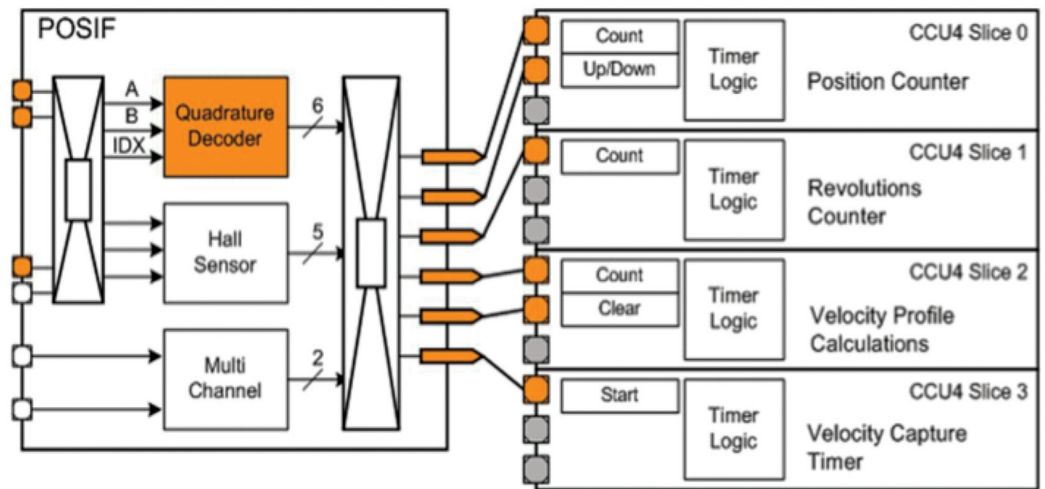 POSIF
A
B
IDX
Quadrature
Decoder
6
Hall
Sensor
5
Multi
Channel
2
Count
Up/Down
Timer
Logic
CCU4 Slice 0
Position Counter
Count
Timer
Logic
CCU4 Slice 1
Revolutions
Counter
Count
Clear
Timer
Logic
CCU4 Slice 2
Velocity Profile
Calculations
Start
Timer
Logic
CCU4 Slice 3
Velocity Capture
Timer